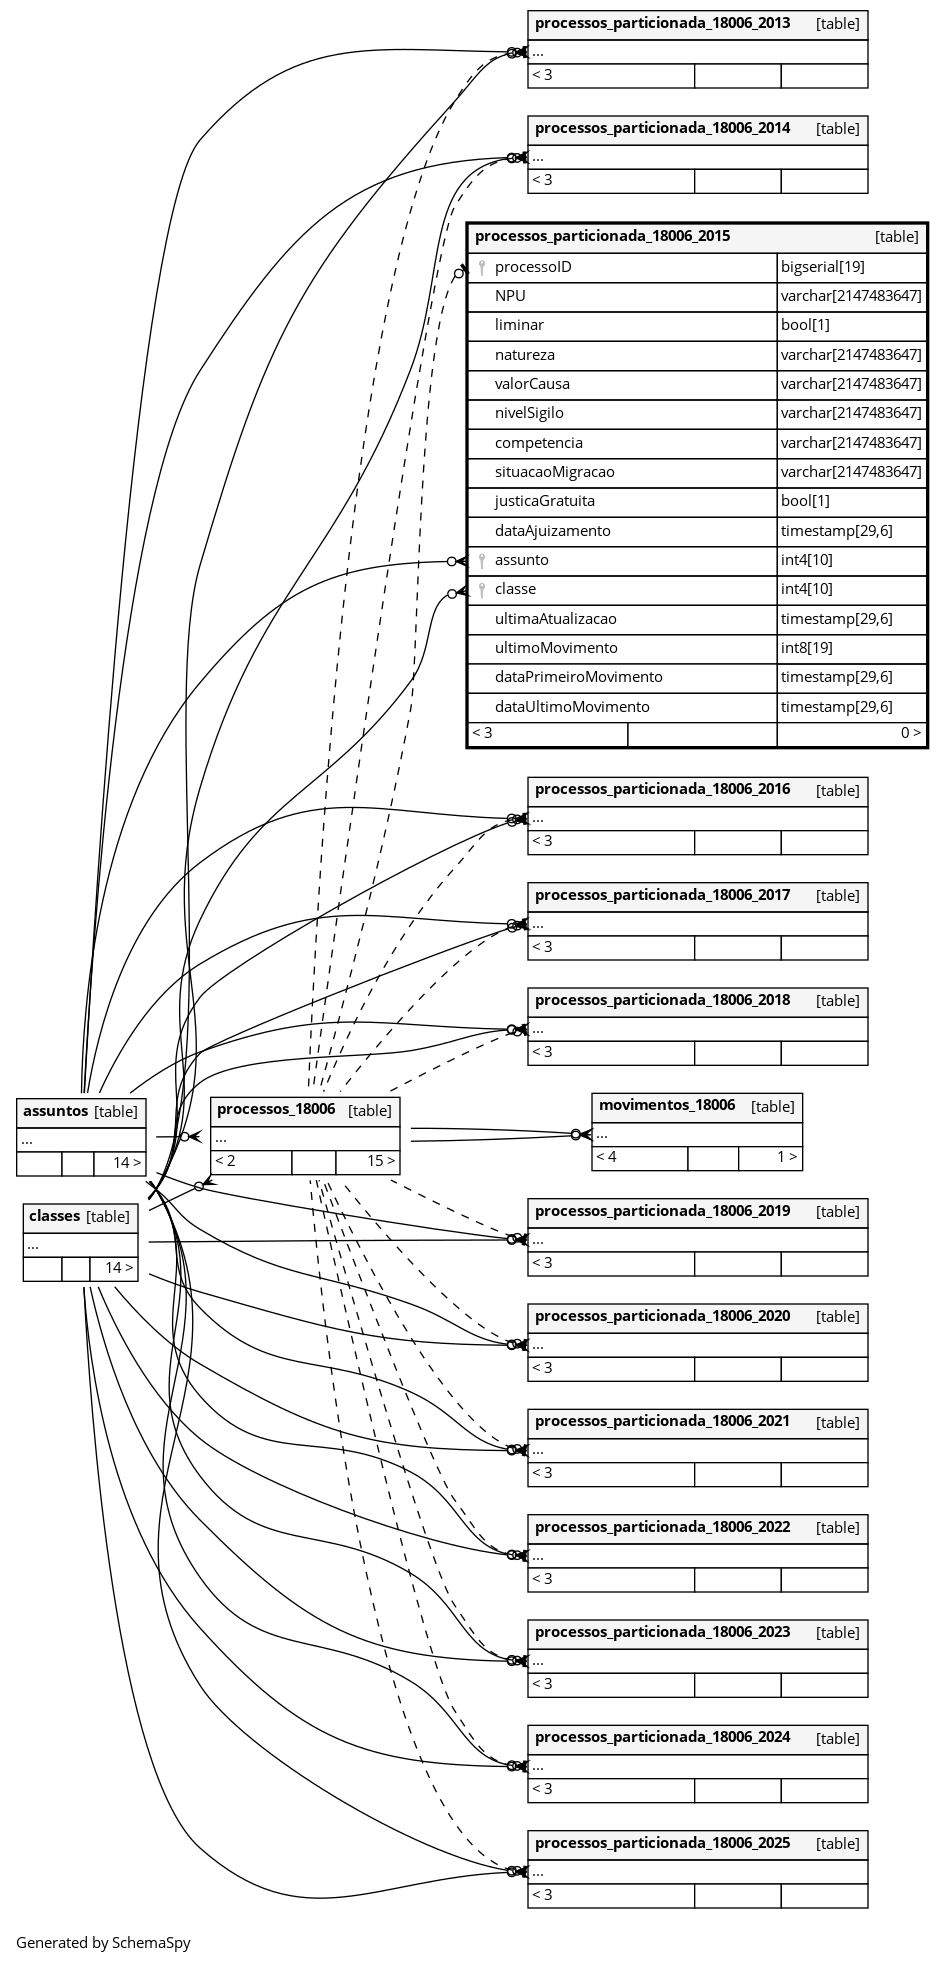 processos_particionada_18006_2013 [table]
...
< 3
processos_particionada_18006_2014 [table]
...
< 3
processos_particionada_18006_2015 [table]
processoID bigserial[19]
NPU varchar[2147483647]
liminar bool[1]
natureza varchar[2147483647]
valorCausa varchar[2147483647]
nivelSigilo varchar[2147483647]
competencia varchar[2147483647]
situacaoMigracao varchar[2147483647]
justicaGratuita bool[1]
dataAjuizamento timestamp[29,6]
assunto int4[10]
classe int4[10]
ultimaAtualizacao timestamp[29,6]
ultimoMovimento int8[19]
dataPrimeiroMovimento timestamp[29,6]
dataUltimoMovimento timestamp[29,6]
< 3 0 >
processos_particionada_18006_2016 [table]
...
< 3
processos_particionada_18006_2017 [table]
...
< 3
processos_particionada_18006_2018 [table]
...
< 3
assuntos [table]
...
14 >
processos_18006 [table]
...
< 2 15 >
movimentos_18006 [table]
...
< 4 1 >
classes [table]
...
14 >
processos_particionada_18006_2019 [table]
...
< 3
processos_particionada_18006_2020 [table]
...
< 3
processos_particionada_18006_2021 [table]
...
< 3
processos_particionada_18006_2022 [table]
...
< 3
processos_particionada_18006_2023 [table]
...
< 3
processos_particionada_18006_2024 [table]
...
< 3
processos_particionada_18006_2025 [table]
...
< 3
Generated by SchemaSpy